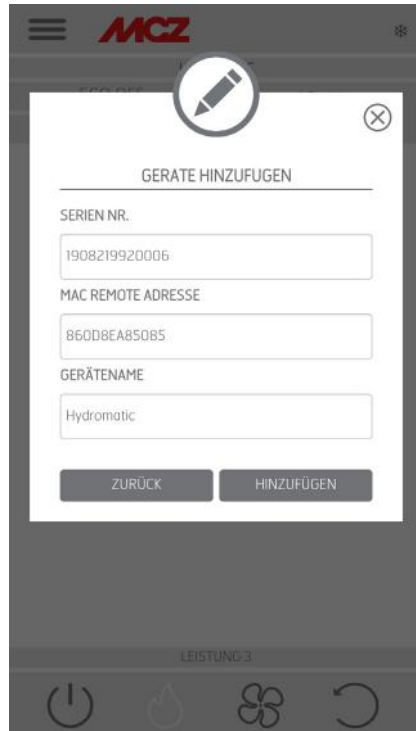 MCZ
GERATE HINZUFUGEN
SERIEN NR.
1908219920006
MAC REMOTE ADRESSE
860D8EA85085
GERÄTENAME
Hydromatic
ZURÜCK HINZUFÜGEN
LEISTUNG 3